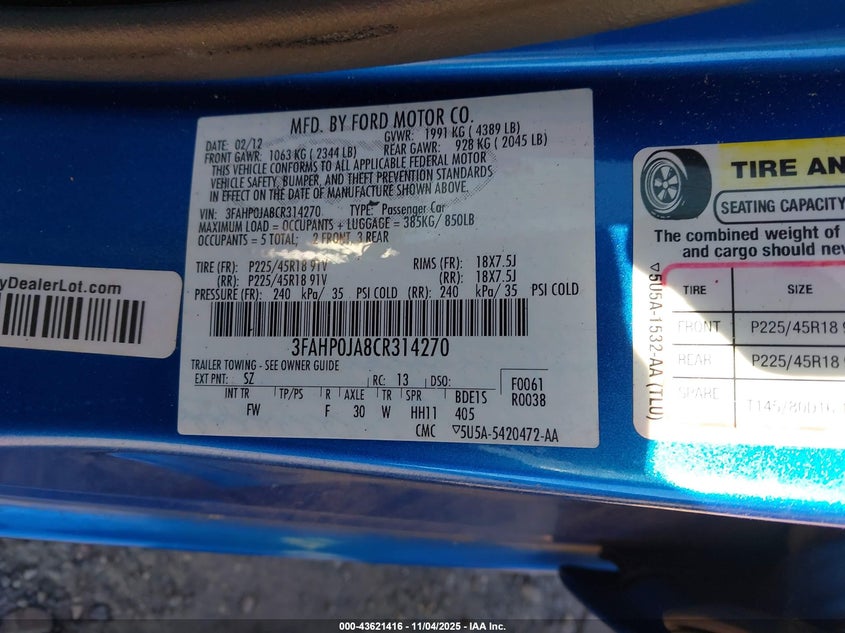 MFD. BY FORD MOTOR CO.
DATE: 02/12 GVWR: 1991 KG ( 4389 LB)
FRONT GAWR: 1063 KG ( 2344 LB) REAR GAWR: 928 KG ( 2045 LB)
THIS VEHICLE CONFORMS TO ALL APPLICABLE FEDERAL MOTOR
VEHICLE SAFETY, BUMPER, AND THEFT PREVENTION STANDARDS
IN EFFECT ON THE DATE OF MANUFACTURE SHOWN ABOVE.
VIN: 3FAHP0JA8CR314270 TYPE: Passenger Car
MAXIMUM LOAD = OCCUPANTS + LUGGAGE = 385KG/ 850LB
OCCUPANTS = 5 TOTAL; 2 FRONT, 3 REAR
TIRE (FR): P225/45R18 91V RIMS (FR): 18X7.5J
(RR): P225/45R18 91V (RR): 18X7.5J
PRESSURE (FR): 240 kPa/ 35 PSI COLD (RR): 240 kPa/ 35 PSI COLD
3FAHP0JA8CR314270
TRAILER TOWING - SEE OWNER GUIDE
EXT PNT: SZ RC: 13 DSO: F0061
INT TR TP/PS R AXLE TR SPR BDE1S R0038
FW F 30 W HH11 405
CMC ▽5U5A-5420472-AA
yDealerLot.com
TIRE AN
SEATING CAPACITY
The combined weight of
and cargo should nev
TIRE SIZE
FRONT P225/45R18 9
REAR P225/45R18 9
SPARE
▽5U5A-1532-AA (TLU)
000-43621416 - 11/04/2025 - IAA Inc.